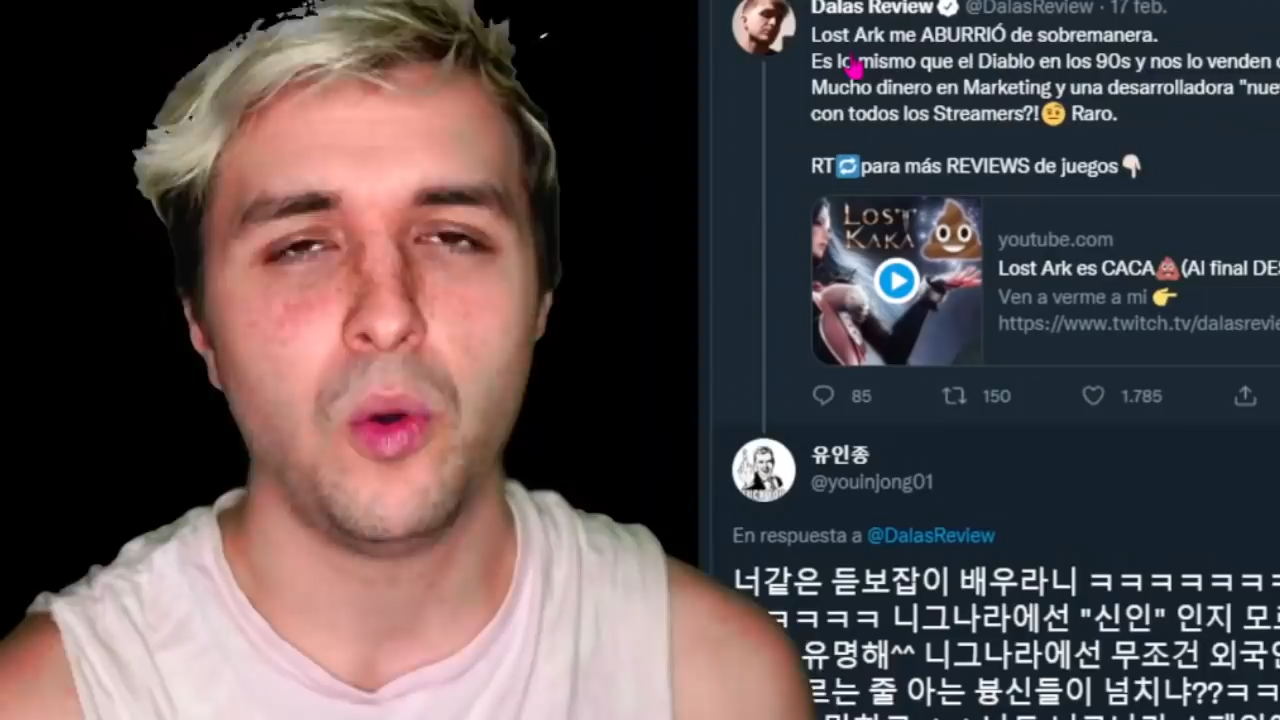 Dalas Review @DalasReview · 17 feb.
Lost Ark me ABURRIÓ de sobremanera.
Es lo mismo que el Diablo en los 90s y nos lo venden
Mucho dinero en Marketing y una desarrolladora
con todos los Streamers?!🤨 Raro.
RT🔁para más REVIEWS de juegos👇🏻
LOST
KAKA
youtube.com
Lost Ark es CACA💩(Al final
Ven a verme a mi 👉
https://www.twitch.tv/dalasrevie
85 150 1.785
유인종
@youinjong01
En respuesta a @DalasReview
너같은 듣보잡이 배우라니 ㅋㅋㅋㅋㅋㅋㅋ
ㅋㅋㅋㅋ 니그나라에선 "신인" 인지
유명해^^ 니그나라에선 무조건
르는 줄 아는 븅신들이 넘치냐??ㅋㅋ